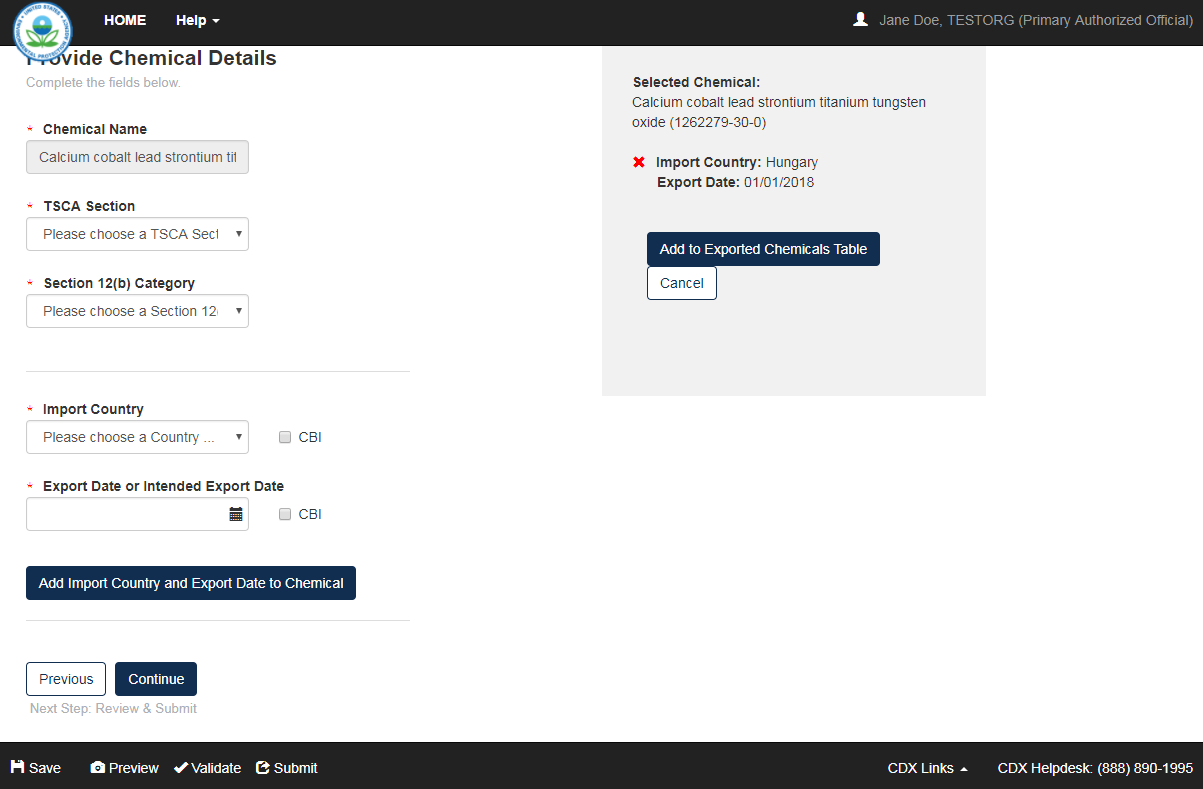 HOME
Help
Jane Doe, TESTORG (Primary Authorized Official)
Provide Chemical Details
Complete the fields below.
* Chemical Name
Calcium cobalt lead strontium tit
* TSCA Section
Please choose a TSCA Sect
* Section 12(b) Category
Please choose a Section 12(
* Import Country
Please choose a Country ...
CBI
* Export Date or Intended Export Date
CBI
Add Import Country and Export Date to Chemical
Previous
Continue
Next Step: Review & Submit
Selected Chemical:
Calcium cobalt lead strontium titanium tungsten
oxide (1262279-30-0)
Import Country: Hungary
Export Date: 01/01/2018
Add to Exported Chemicals Table
Cancel
Save
Preview
Validate
Submit
CDX Links
CDX Helpdesk: (888) 890-1995